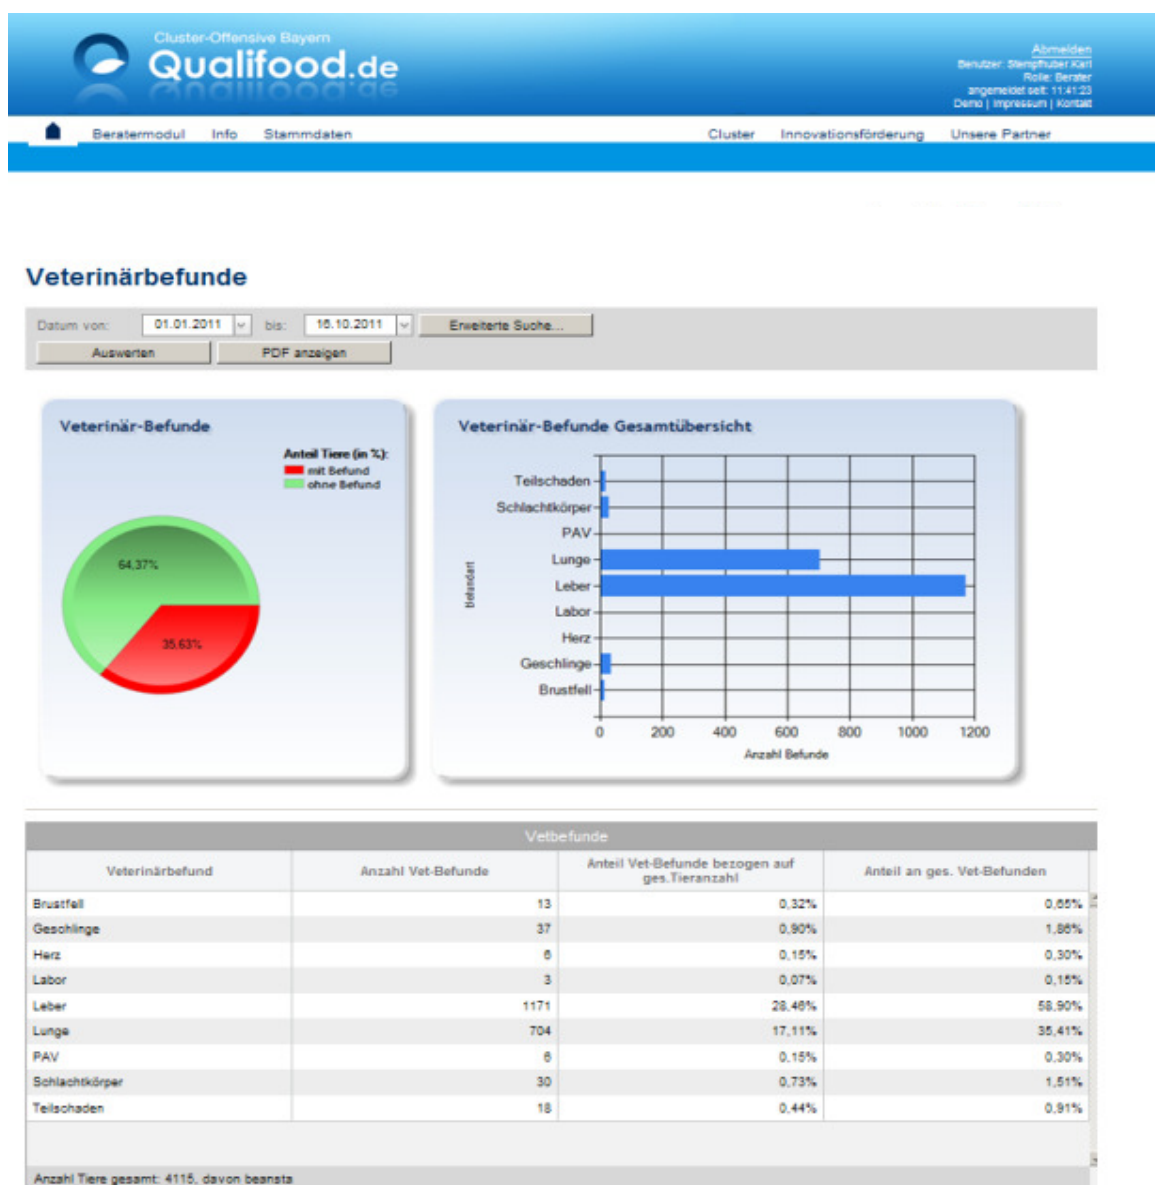 Cluster-Offensive Bayern
Qualifood.de
Abmelden
Benutzer: Stempfhuber Karl
Rolle: Berater
angemeldet seit: 11:41:23
Demo | Impressum | Kontakt
Beratermodul Info Stammdaten Cluster Innovationsförderung Unsere Partner
Veterinärbefunde
Datum von: 01.01.2011 bis: 16.10.2011 Erweiterte Suche...
Auswerten PDF anzeigen
Veterinär-Befunde
Anteil Tiere (in %):
mit Befund
ohne Befund
64,37%
35,63%
Veterinär-Befunde Gesamtübersicht
Befundart
Teilschaden
Schlachtkörper
PAV
Lunge
Leber
Labor
Herz
Geschlinge
Brustfell
0 200 400 600 800 1000 1200
Anzahl Befunde
Vetbefunde
Veterinärbefund Anzahl Vet-Befunde Anteil Vet-Befunde bezogen auf ges.Tieranzahl Anteil an ges. Vet-Befunden
Brustfell 13 0,32% 0,65%
Geschlinge 37 0,90% 1,86%
Herz 6 0,15% 0,30%
Labor 3 0,07% 0,15%
Leber 1171 28,46% 58,90%
Lunge 704 17,11% 35,41%
PAV 6 0,15% 0,30%
Schlachtkörper 30 0,73% 1,51%
Teilschaden 18 0,44% 0,91%
Anzahl Tiere gesamt: 4115, davon beansta